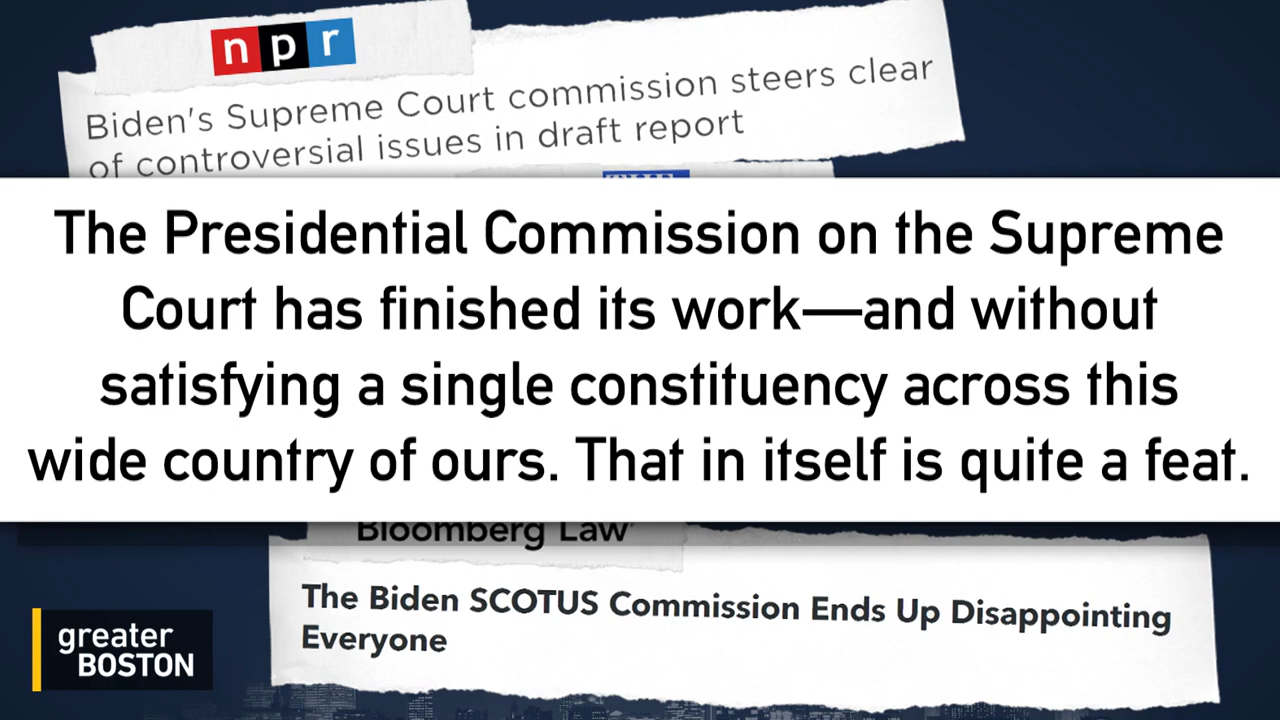 npr
Biden's Supreme Court commission steers clear
of controversial issues in draft report
THE
The Presidential Commission on the Supreme
Court has finished its work—and without
satisfying a single constituency across this
wide country of ours. That in itself is quite a feat.
Bloomberg Law
The Biden SCOTUS Commission Ends Up Disappointing
Everyone
greater
BOSTON